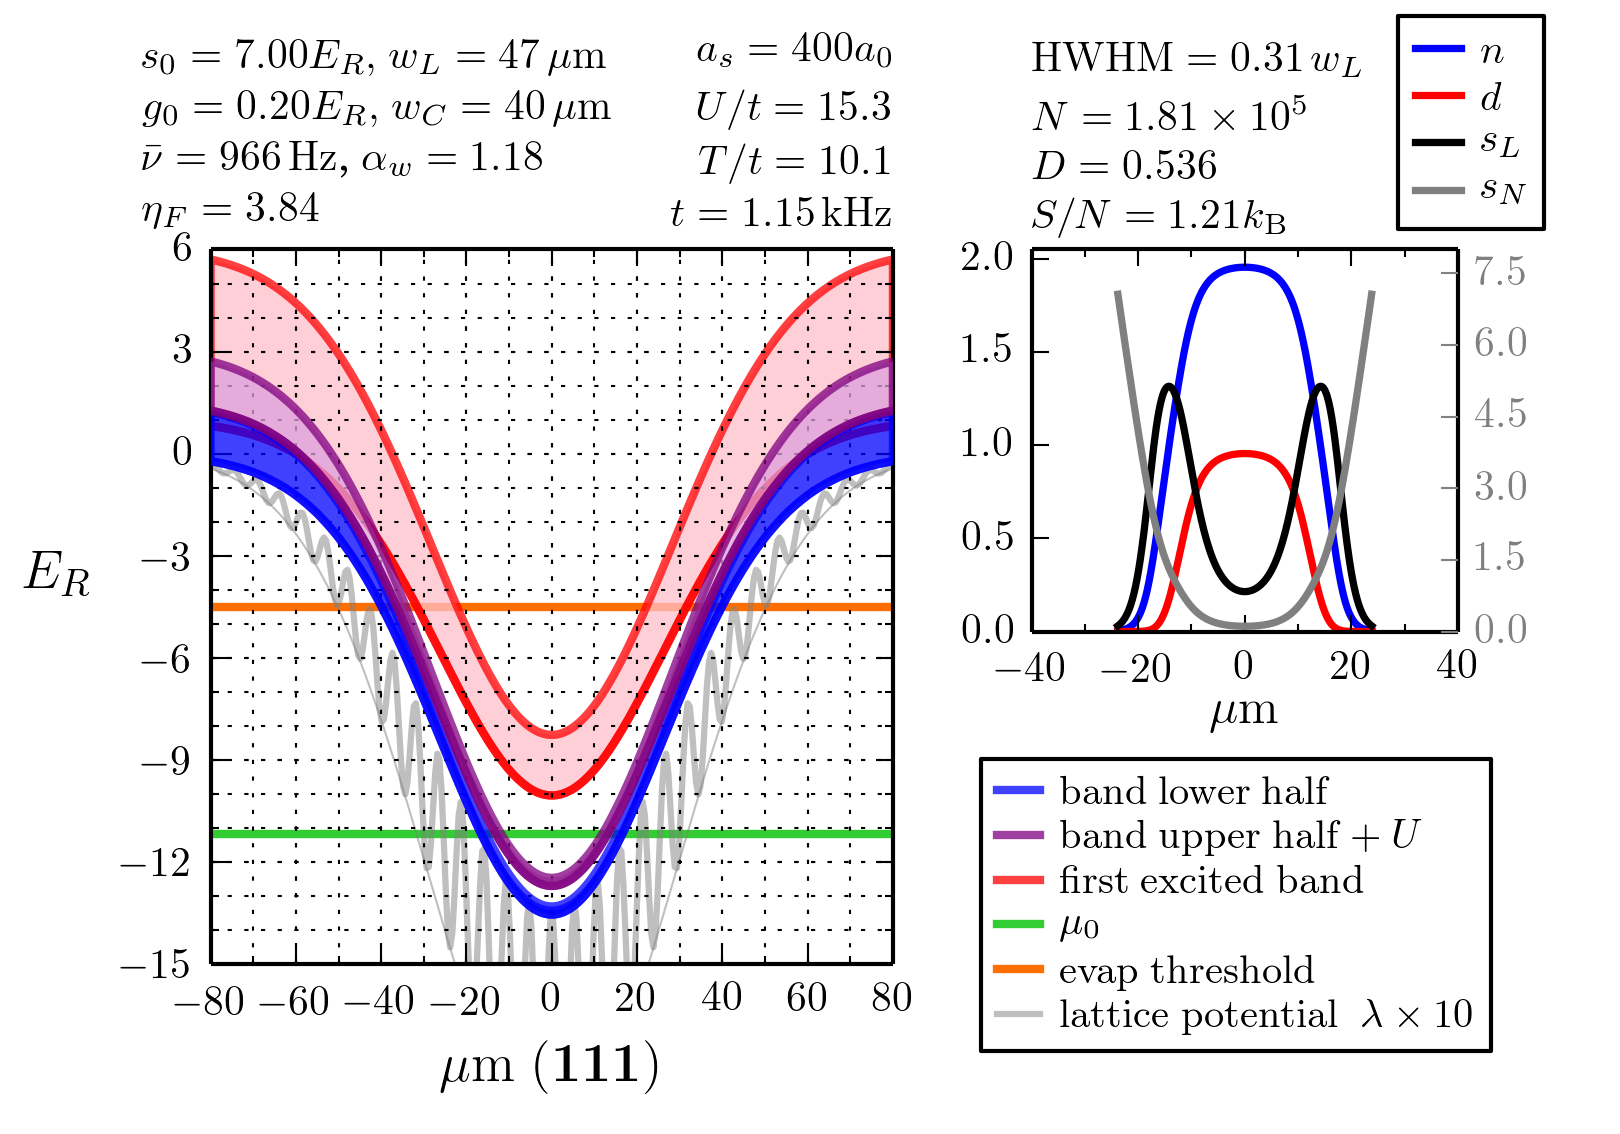 s₀ = 7.00E_R, w_L = 47 μm
g₀ = 0.20E_R, w_C = 40 μm
ν̄ = 966 Hz, α_w = 1.18
η_F = 3.84
a_s = 400a₀
U/t = 15.3
T/t = 10.1
t = 1.15 kHz
HWHM = 0.31 w_L
N = 1.81 × 10⁵
D = 0.536
S/N = 1.21k_B
n
d
s_L
s_N
E_R
6
3
0
−3
−6
−9
−12
−15
−80 −60 −40 −20 0 20 40 60 80
μm (111)
2.0
1.5
1.0
0.5
0.0
7.5
6.0
4.5
3.0
1.5
0.0
−40 −20 0 20 40
μm
band lower half
band upper half + U
first excited band
μ₀
evap threshold
lattice potential λ × 10